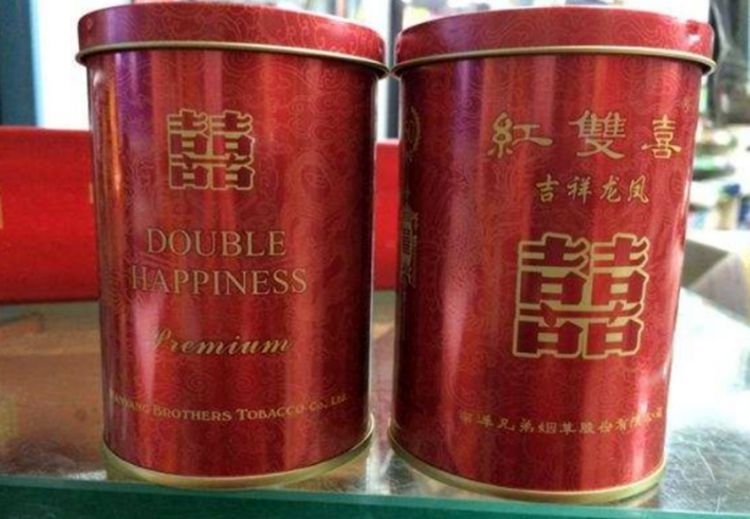 囍
DOUBLE
HAPPINESS
Premium
NANYANG BROTHERS TOBACCO Co., Ltd.
紅雙喜
吉祥龙凤
囍
南洋兄弟烟草股份有限公司